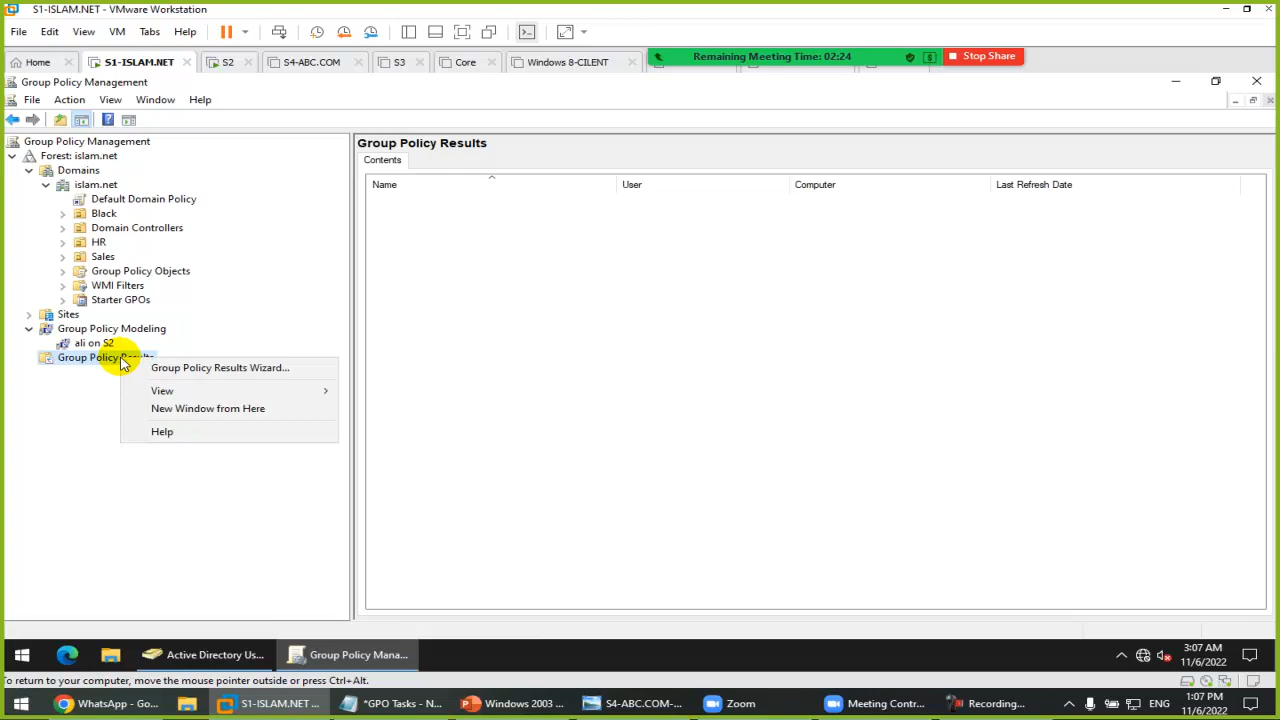 S1-ISLAM.NET - VMware Workstation
File Edit View VM Tabs Help
Home S1-ISLAM.NET S2 S4-ABC.COM S3 Core Windows 8-CILENT
Remaining Meeting Time: 02:24 Stop Share
Group Policy Management
File Action View Window Help
Group Policy Management
Forest: islam.net
Domains
islam.net
Default Domain Policy
Black
Domain Controllers
HR
Sales
Group Policy Objects
WMI Filters
Starter GPOs
Sites
Group Policy Modeling
ali on S2
Group Policy Results
Group Policy Results Wizard...
View
New Window from Here
Help
Group Policy Results
Contents
Name User Computer Last Refresh Date
Active Directory Us... Group Policy Mana...
3:07 AM
11/6/2022
To return to your computer, move the mouse pointer outside or press Ctrl+Alt.
WhatsApp - Go... S1-ISLAM.NET ... *GPO Tasks - N... Windows 2003 ... S4-ABC.COM-... Zoom Meeting Contr... Recording... ENG
1:07 PM
11/6/2022